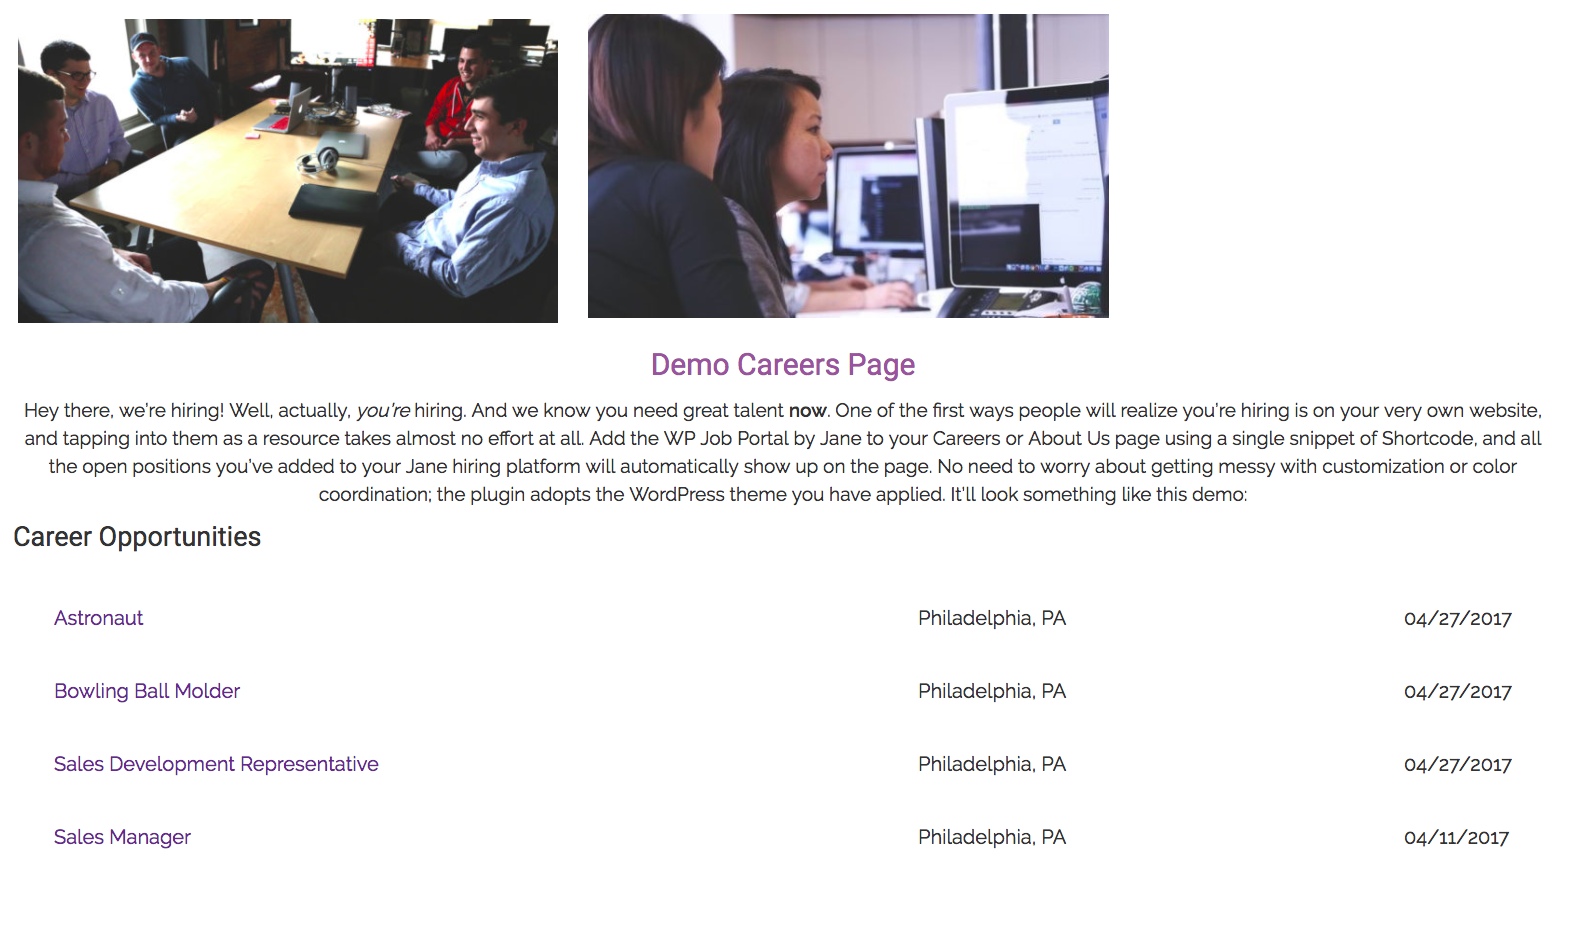 Demo Careers Page
Hey there, we're hiring! Well, actually, you're hiring. And we know you need great talent now. One of the first ways people will realize you're hiring is on your very own website,
and tapping into them as a resource takes almost no effort at all. Add the WP Job Portal by Jane to your Careers or About Us page using a single snippet of Shortcode, and all
the open positions you've added to your Jane hiring platform will automatically show up on the page. No need to worry about getting messy with customization or color
coordination; the plugin adopts the WordPress theme you have applied. It'll look something like this demo:
Career Opportunities
Astronaut Philadelphia, PA 04/27/2017
Bowling Ball Molder Philadelphia, PA 04/27/2017
Sales Development Representative Philadelphia, PA 04/27/2017
Sales Manager Philadelphia, PA 04/11/2017